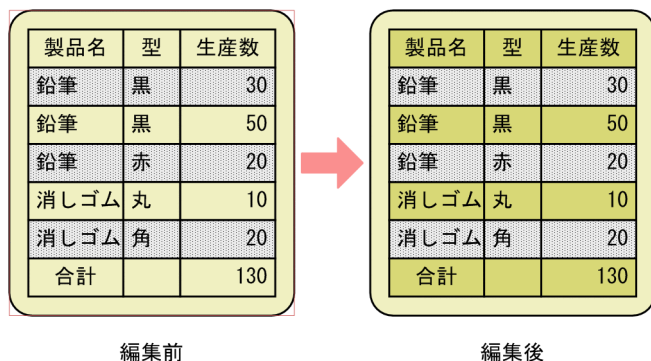 製品名 型 生産数
鉛筆 黒 30
鉛筆 黒 50
鉛筆 赤 20
消しゴム 丸 10
消しゴム 角 20
合計 130
編集前
製品名 型 生産数
鉛筆 黒 30
鉛筆 黒 50
鉛筆 赤 20
消しゴム 丸 10
消しゴム 角 20
合計 130
編集後